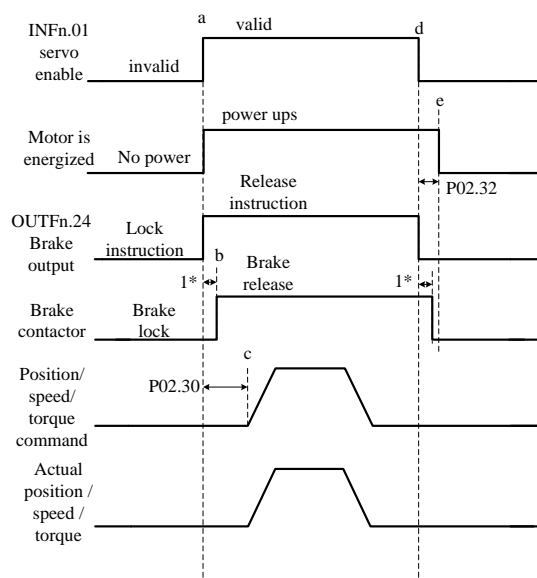 a
valid
d
INFn.01
servo
enable
invalid
e
power ups
Motor is
energized
No power
P02.32
Release
instruction
OUTFn.24
Brake
output
Lock
instruction
b
1*
Brake
release
1*
Brake
contactor
Brake
lock
c
Position/
speed/
torque
command
P02.30
Actual
position /
speed /
torque